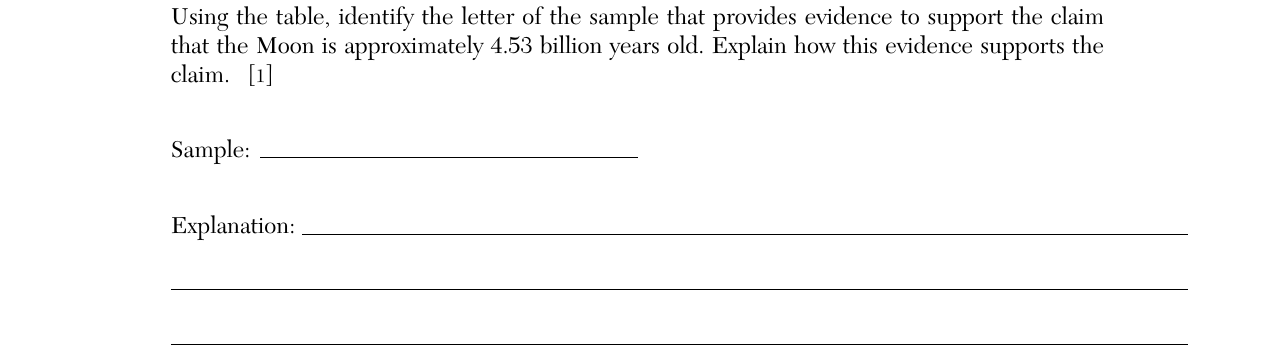 Using the table, identify the letter of the sample that provides evidence to support the claim
that the Moon is approximately 4.53 billion years old. Explain how this evidence supports the
claim. [1]
Sample:
Explanation: